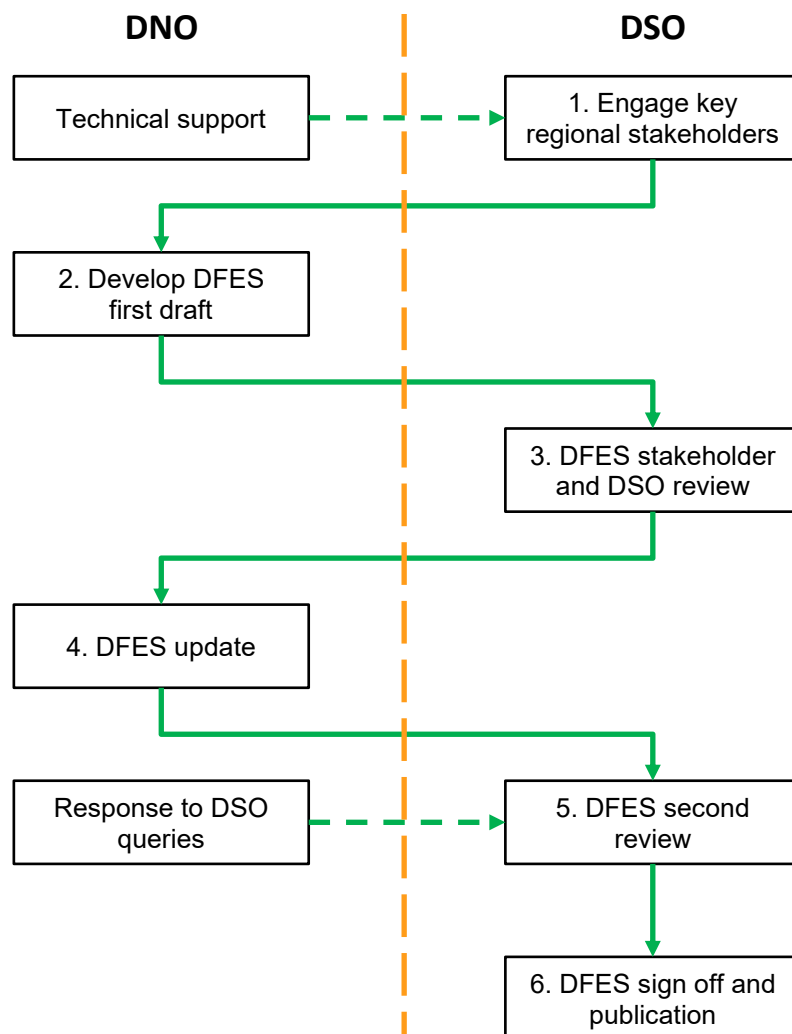 DNO
DSO
Technical support
1. Engage key
regional stakeholders
2. Develop DFES
first draft
3. DFES stakeholder
and DSO review
4. DFES update
Response to DSO
queries
5. DFES second
review
6. DFES sign off and
publication